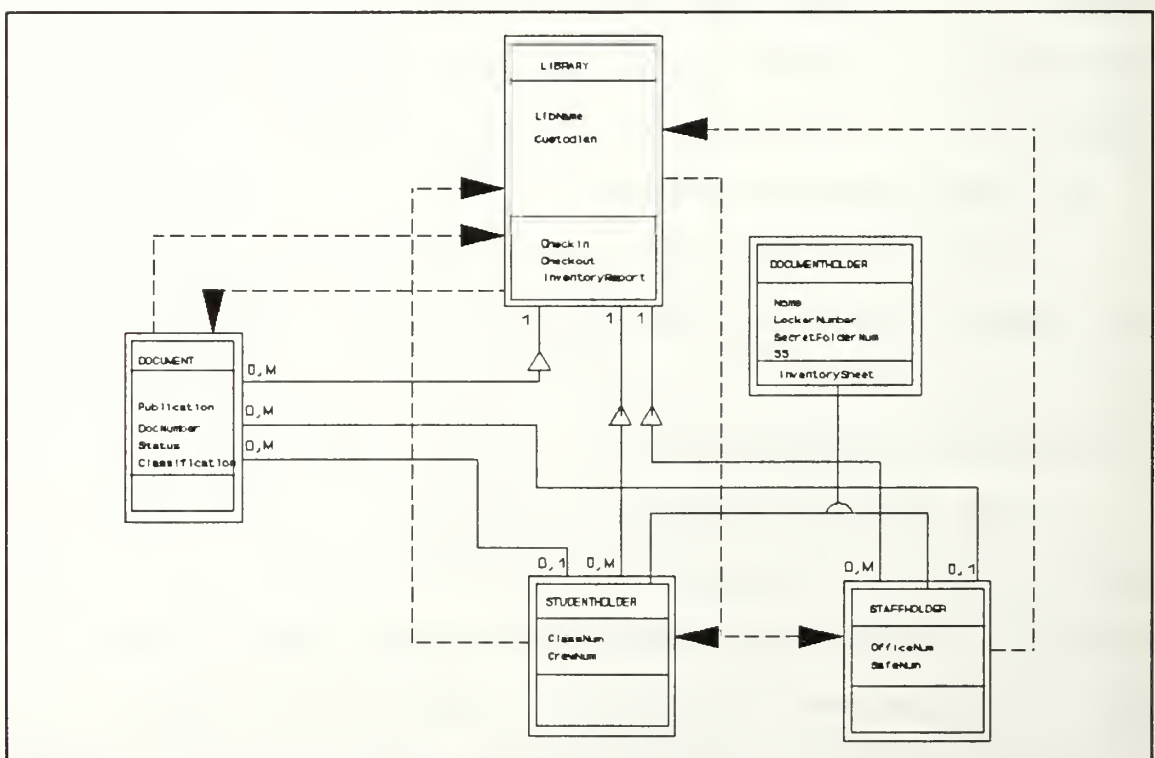 LIBRARY
LibName
Custodian
CheckIn
Checkout
InventoryReport
1
1
1
DOCUMENTHOLDER
Name
LockerNumber
SecretFolderNum
SS
InventorySheet
DOCUMENT
Publication
DocNumber
Status
Classification
0,M
0,M
0,M
0,1
0,M
0,M
0,1
STUDENTHOLDER
ClassNum
CrewNum
STAFFHOLDER
OfficeNum
SafeNum